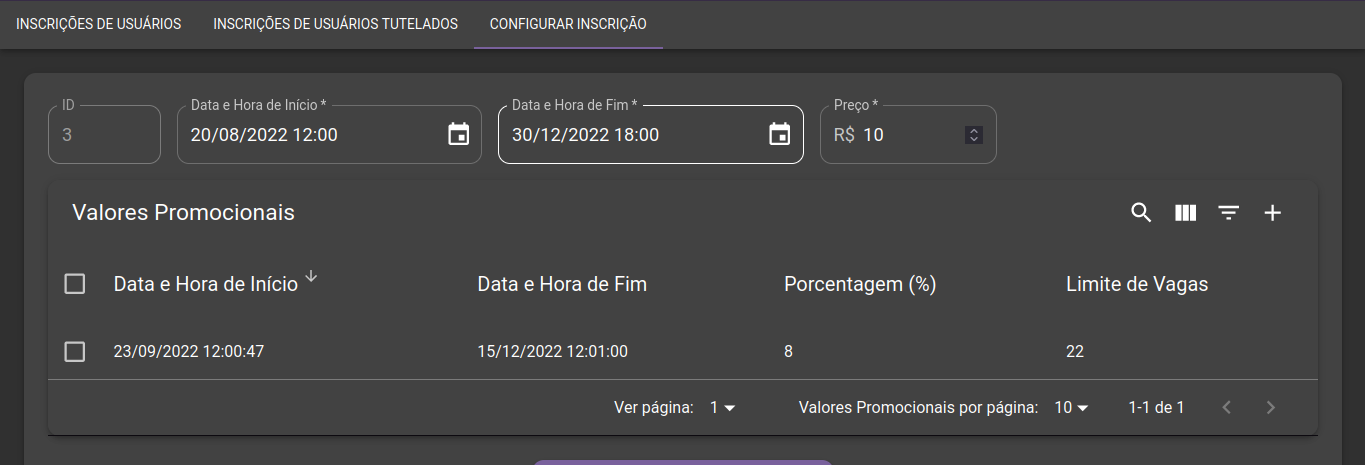 INSCRIÇÕES DE USUÁRIOS INSCRIÇÕES DE USUÁRIOS TUTELADOS CONFIGURAR INSCRIÇÃO
ID Data e Hora de Início * Data e Hora de Fim * Preço *
3 20/08/2022 12:00 30/12/2022 18:00 R$ 10
Valores Promocionais
Data e Hora de Início Data e Hora de Fim Porcentagem (%) Limite de Vagas
23/09/2022 12:00:47 15/12/2022 12:01:00 8 22
Ver página: 1 Valores Promocionais por página: 10 1-1 de 1